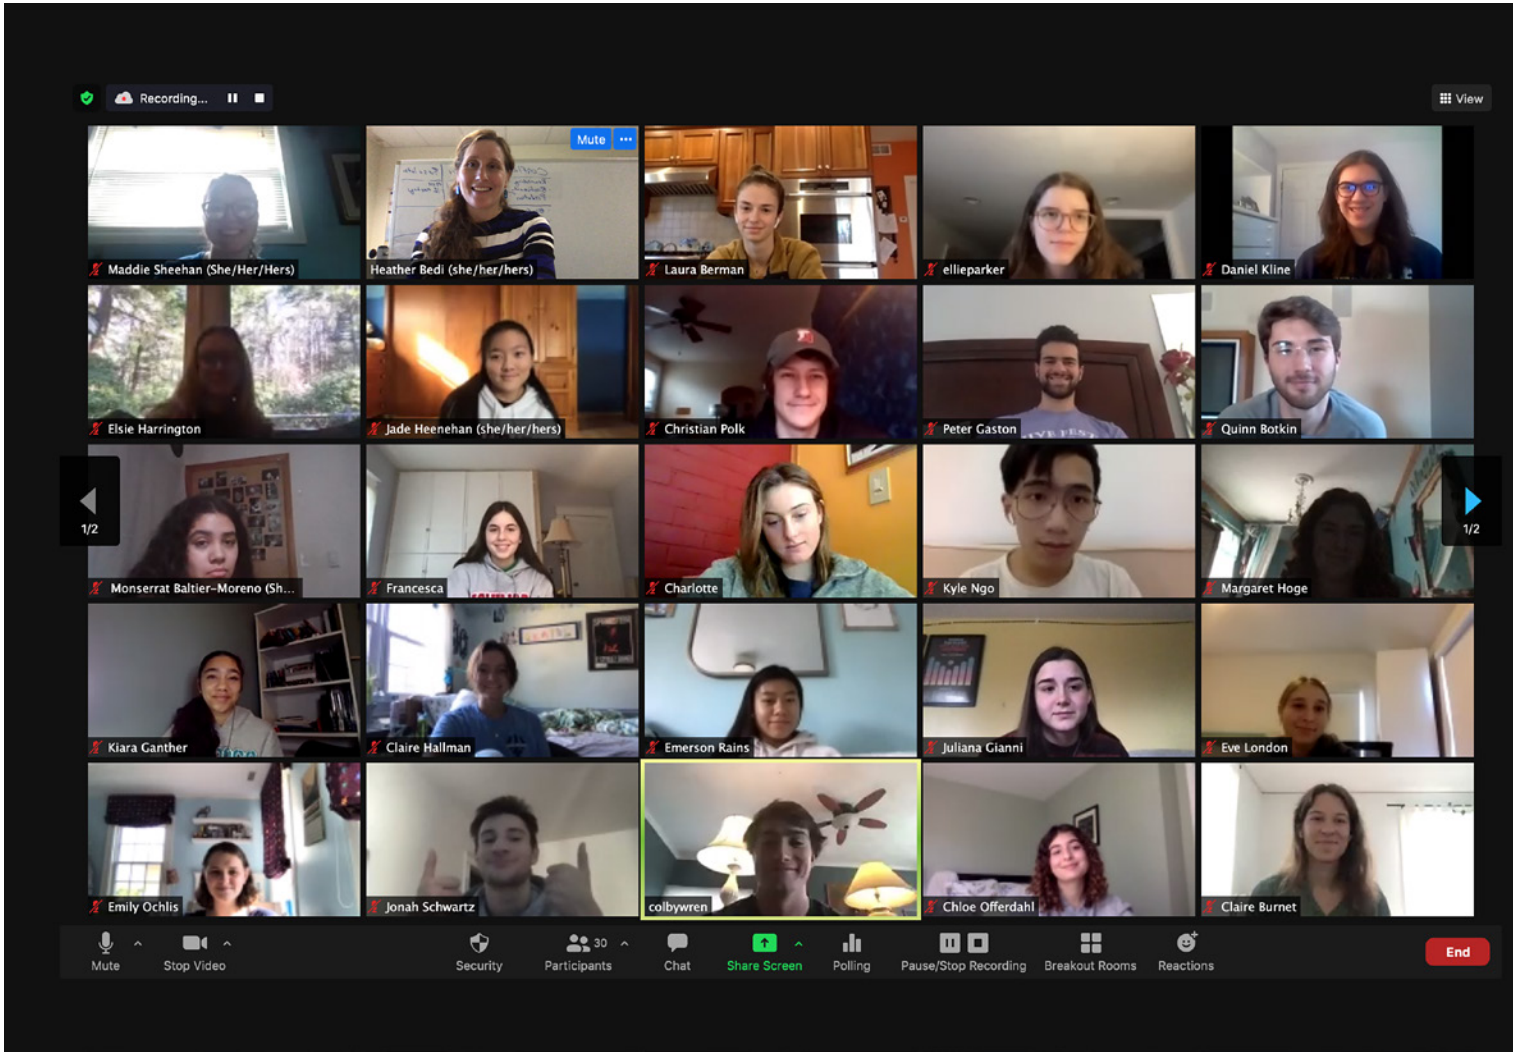 Recording...
View
Mute
Maddie Sheehan (She/Her/Hers)
Heather Bedi (she/her/hers)
Laura Berman
ellieparker
Daniel Kline
Elsie Harrington
Jade Heenehan (she/her/hers)
Christian Polk
Peter Gaston
Quinn Botkin
1/2
1/2
Monserrat Baltier-Moreno (Sh...
Francesca
Charlotte
Kyle Ngo
Margaret Hoge
Kiara Ganther
Claire Hallman
Emerson Rains
Juliana Gianni
Eve London
Emily Ochlis
Jonah Schwartz
colbywren
Chloe Offerdahl
Claire Burnet
30
Mute
Stop Video
Security
Participants
Chat
Share Screen
Polling
Pause/Stop Recording
Breakout Rooms
Reactions
End